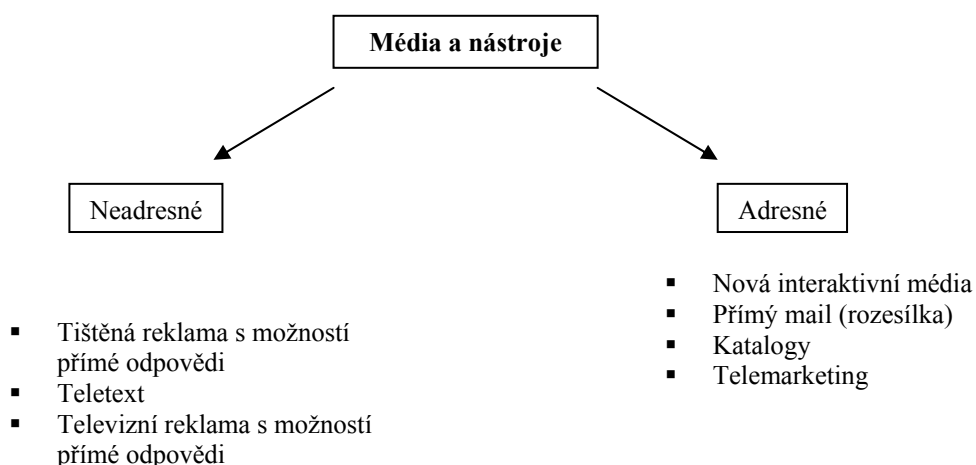 Média a nástroje
Neadresné
Adresné
▪ Tištěná reklama s možností
přímé odpovědi
▪ Teletext
▪ Televizní reklama s možností
přímé odpovědi
▪ Nová interaktivní média
▪ Přímý mail (rozesílka)
▪ Katalogy
▪ Telemarketing